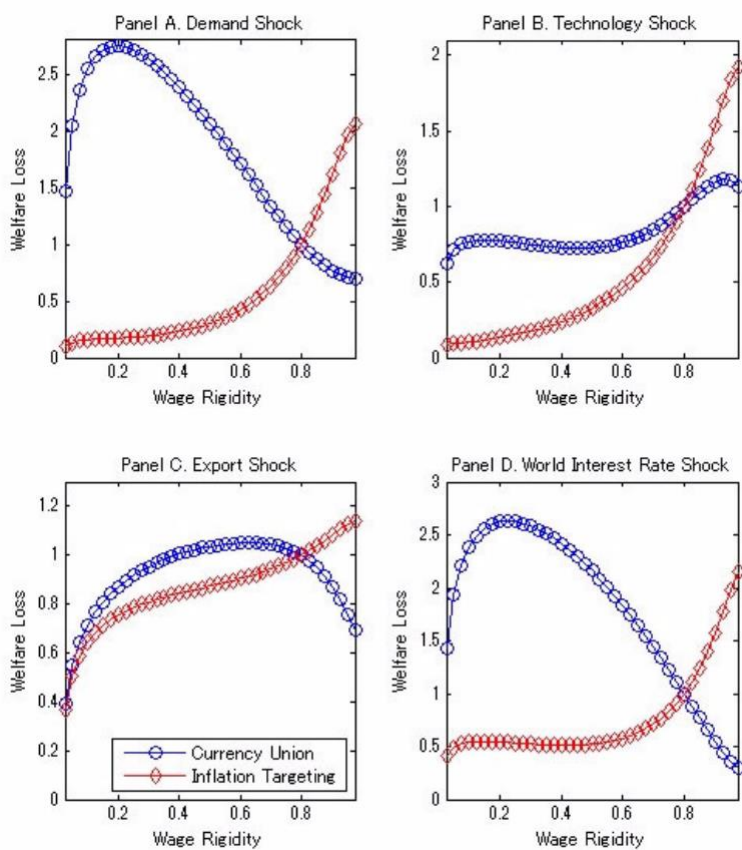 Panel A. Demand Shock
2.5
2
1.5
1
0.5
0
0.2 0.4 0.6 0.8
Welfare Loss
Wage Rigidity
Panel B. Technology Shock
2
1.5
1
0.5
0
0.2 0.4 0.6 0.8
Welfare Loss
Wage Rigidity
Panel C. Export Shock
1.2
1
0.8
0.6
0.4
0.2
0
0.2 0.4 0.6 0.8
Welfare Loss
Wage Rigidity
Currency Union
Inflation Targeting
Panel D. World Interest Rate Shock
3
2.5
2
1.5
1
0.5
0
0.2 0.4 0.6 0.8
Welfare Loss
Wage Rigidity